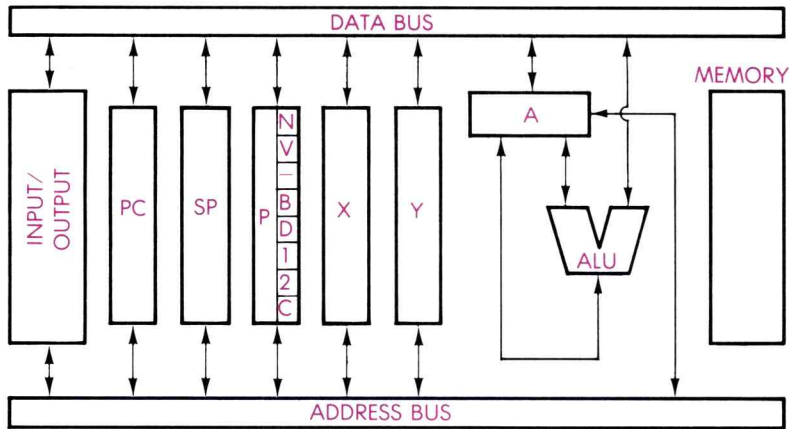 DATA BUS
MEMORY
INPUT/
OUTPUT
PC
SP
P
N
V
–
B
D
1
2
C
X
Y
A
ALU
ADDRESS BUS